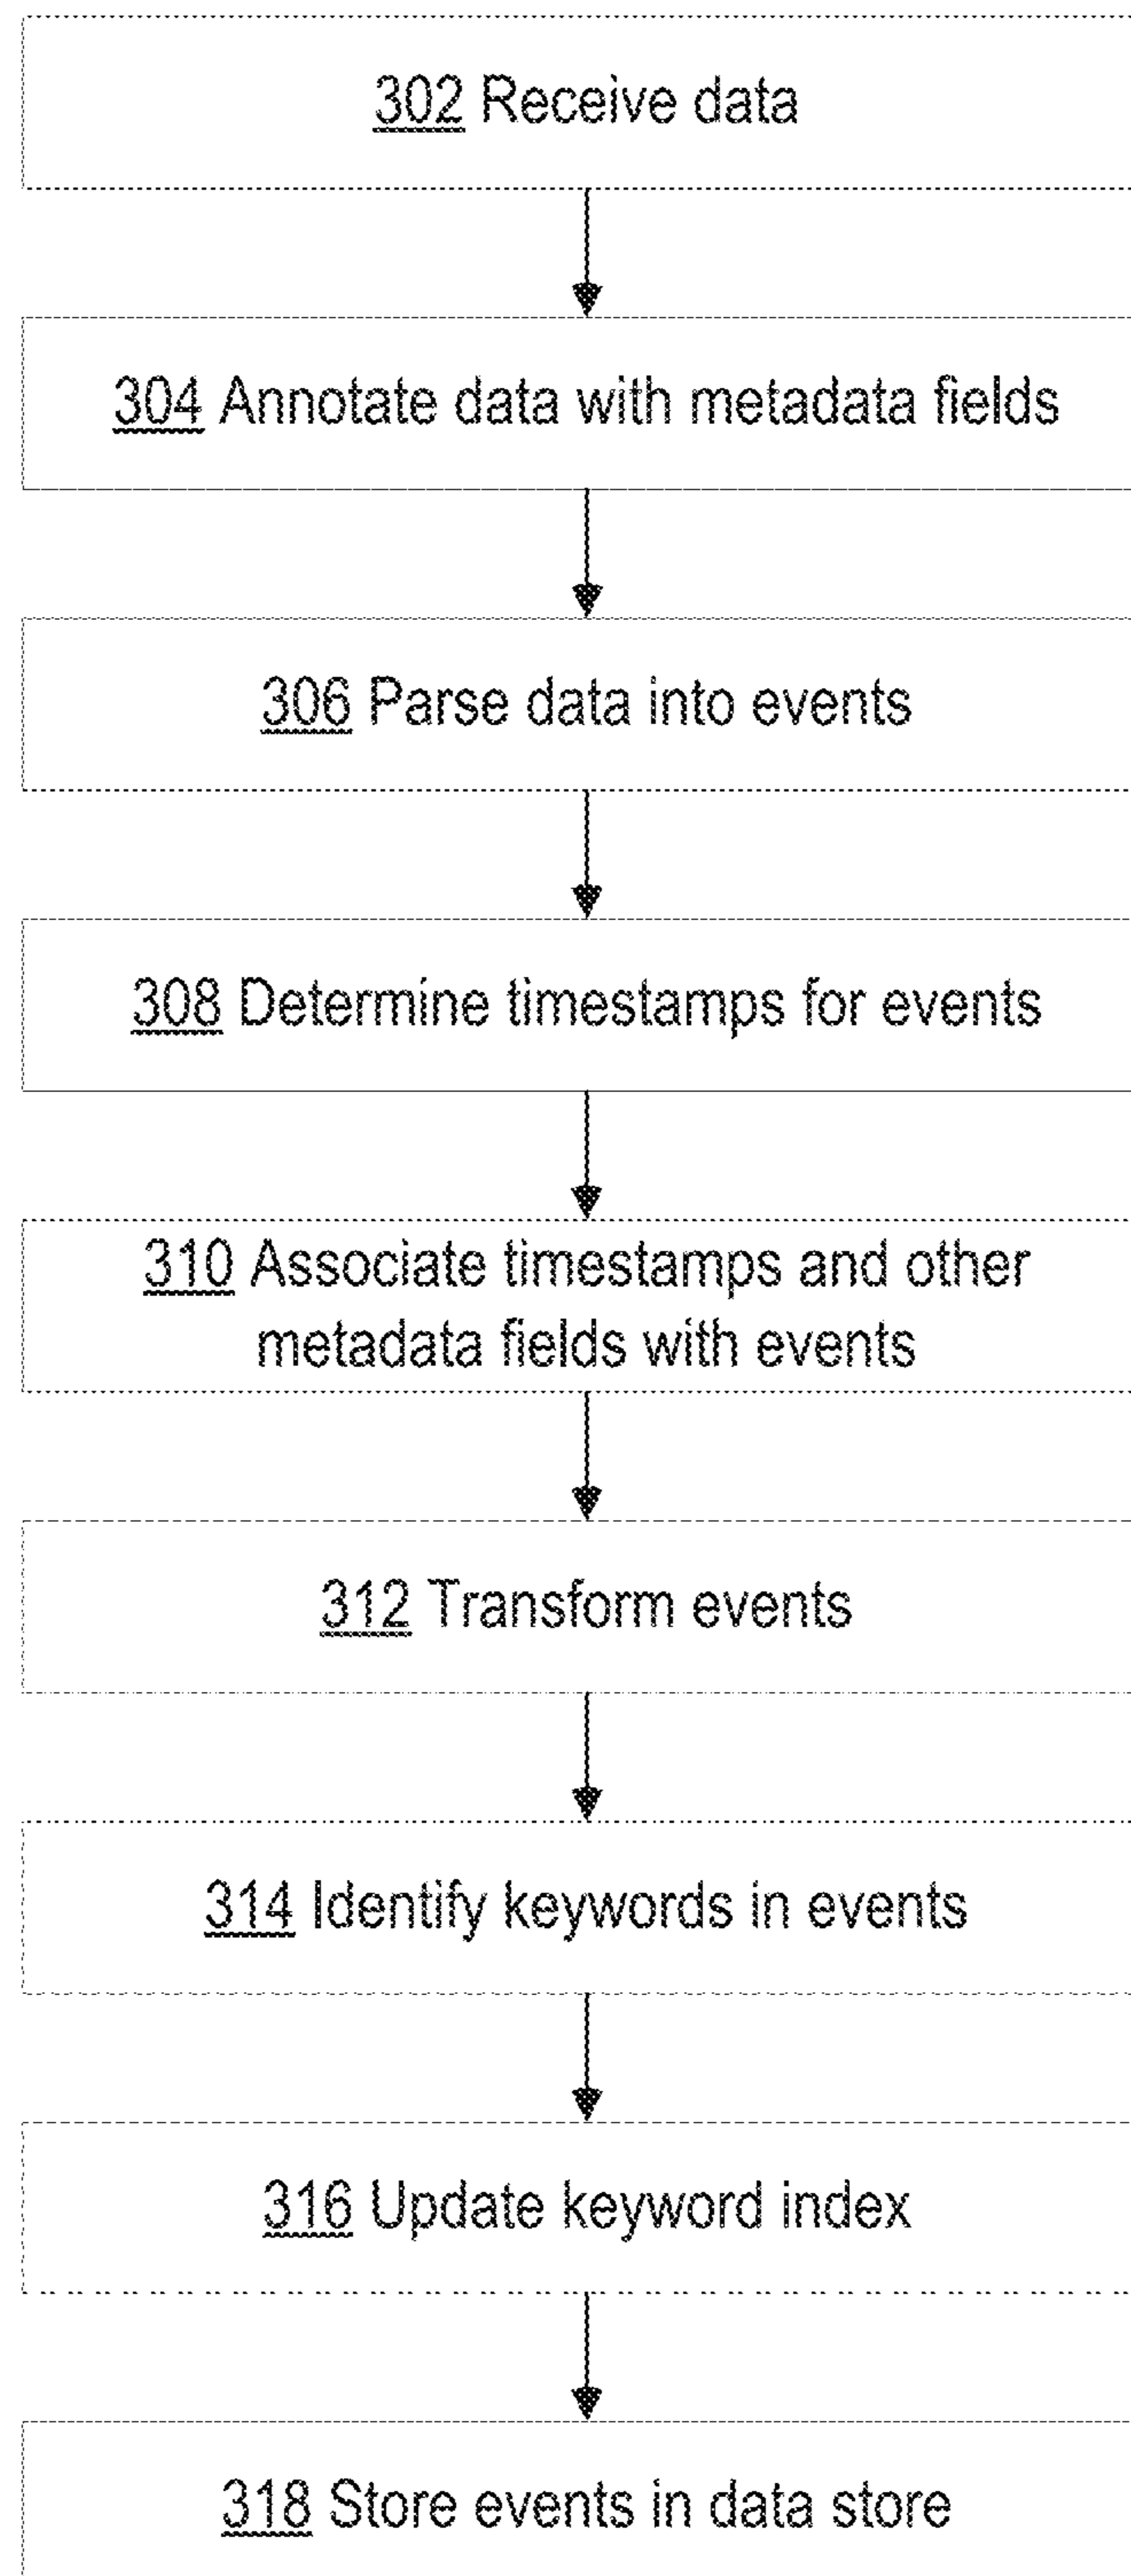 302 Receive data
304 Annotate data with metadata fields
306 Parse data into events
308 Determine timestamps for events
310 Associate timestamps and other
metadata fields with events
312 Transform events
314 Identify keywords in events
316 Update keyword index
318 Store events in data store